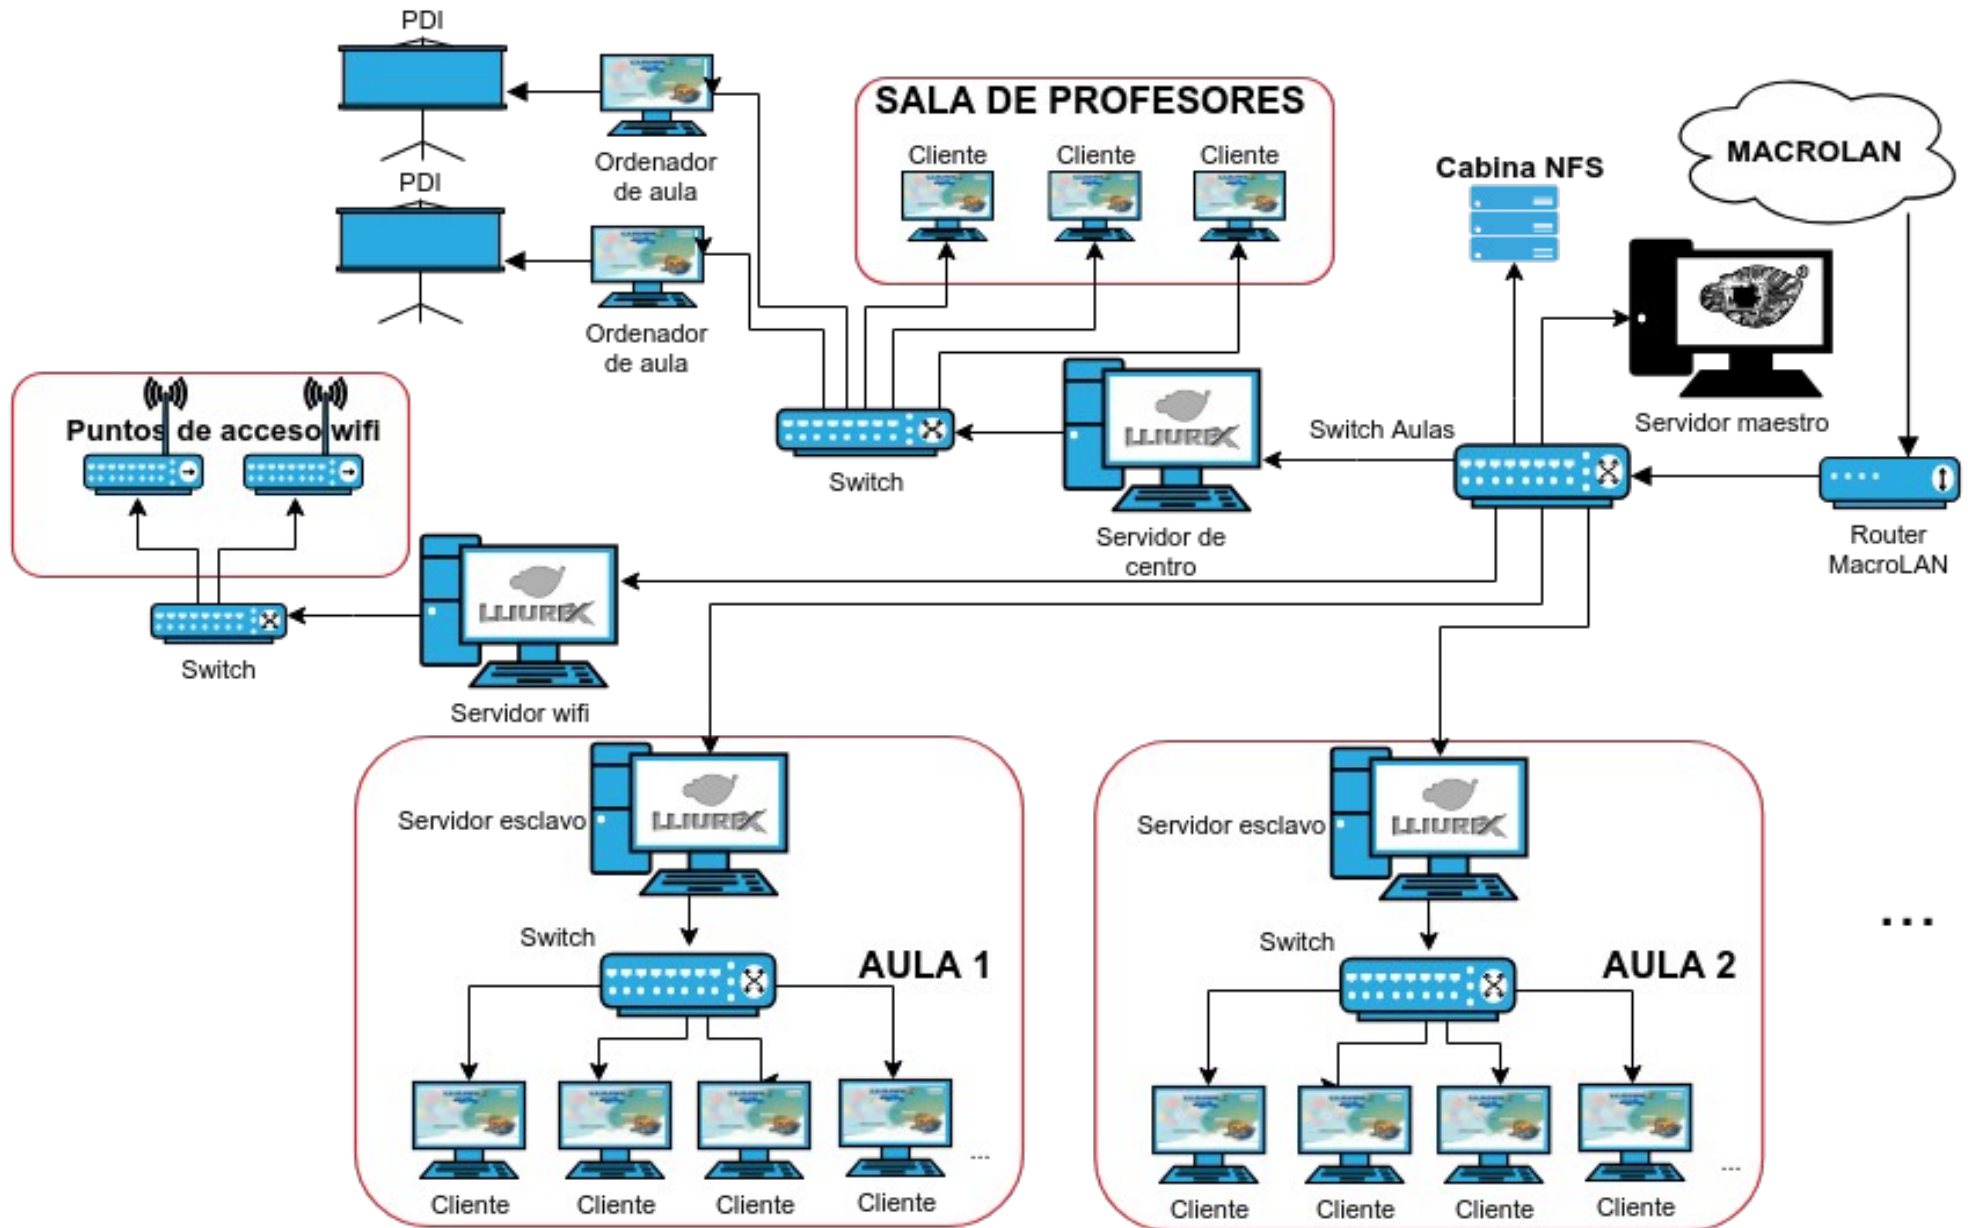 PDI
PDI
Ordenador
de aula
Ordenador
de aula
SALA DE PROFESORES
Cliente
Cliente
Cliente
Cabina NFS
MACROLAN
Servidor maestro
Switch Aulas
Router
MacroLAN
LLIUREX
Servidor de
centro
Switch
Puntos de acceso wifi
Switch
LLIUREX
Servidor wifi
Servidor esclavo
LLIUREX
Switch
AULA 1
Cliente
Cliente
Cliente
Cliente
...
Servidor esclavo
LLIUREX
Switch
AULA 2
Cliente
Cliente
Cliente
Cliente
...
...